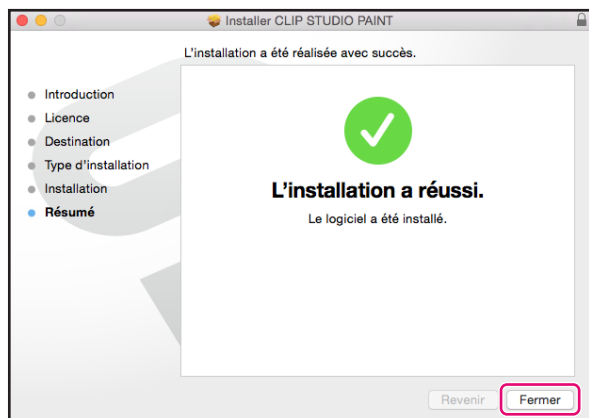 Installer CLIP STUDIO PAINT
L'installation a été réalisée avec succès.
Introduction
Licence
Destination
Type d'installation
Installation
Résumé
L'installation a réussi.
Le logiciel a été installé.
Revenir
Fermer